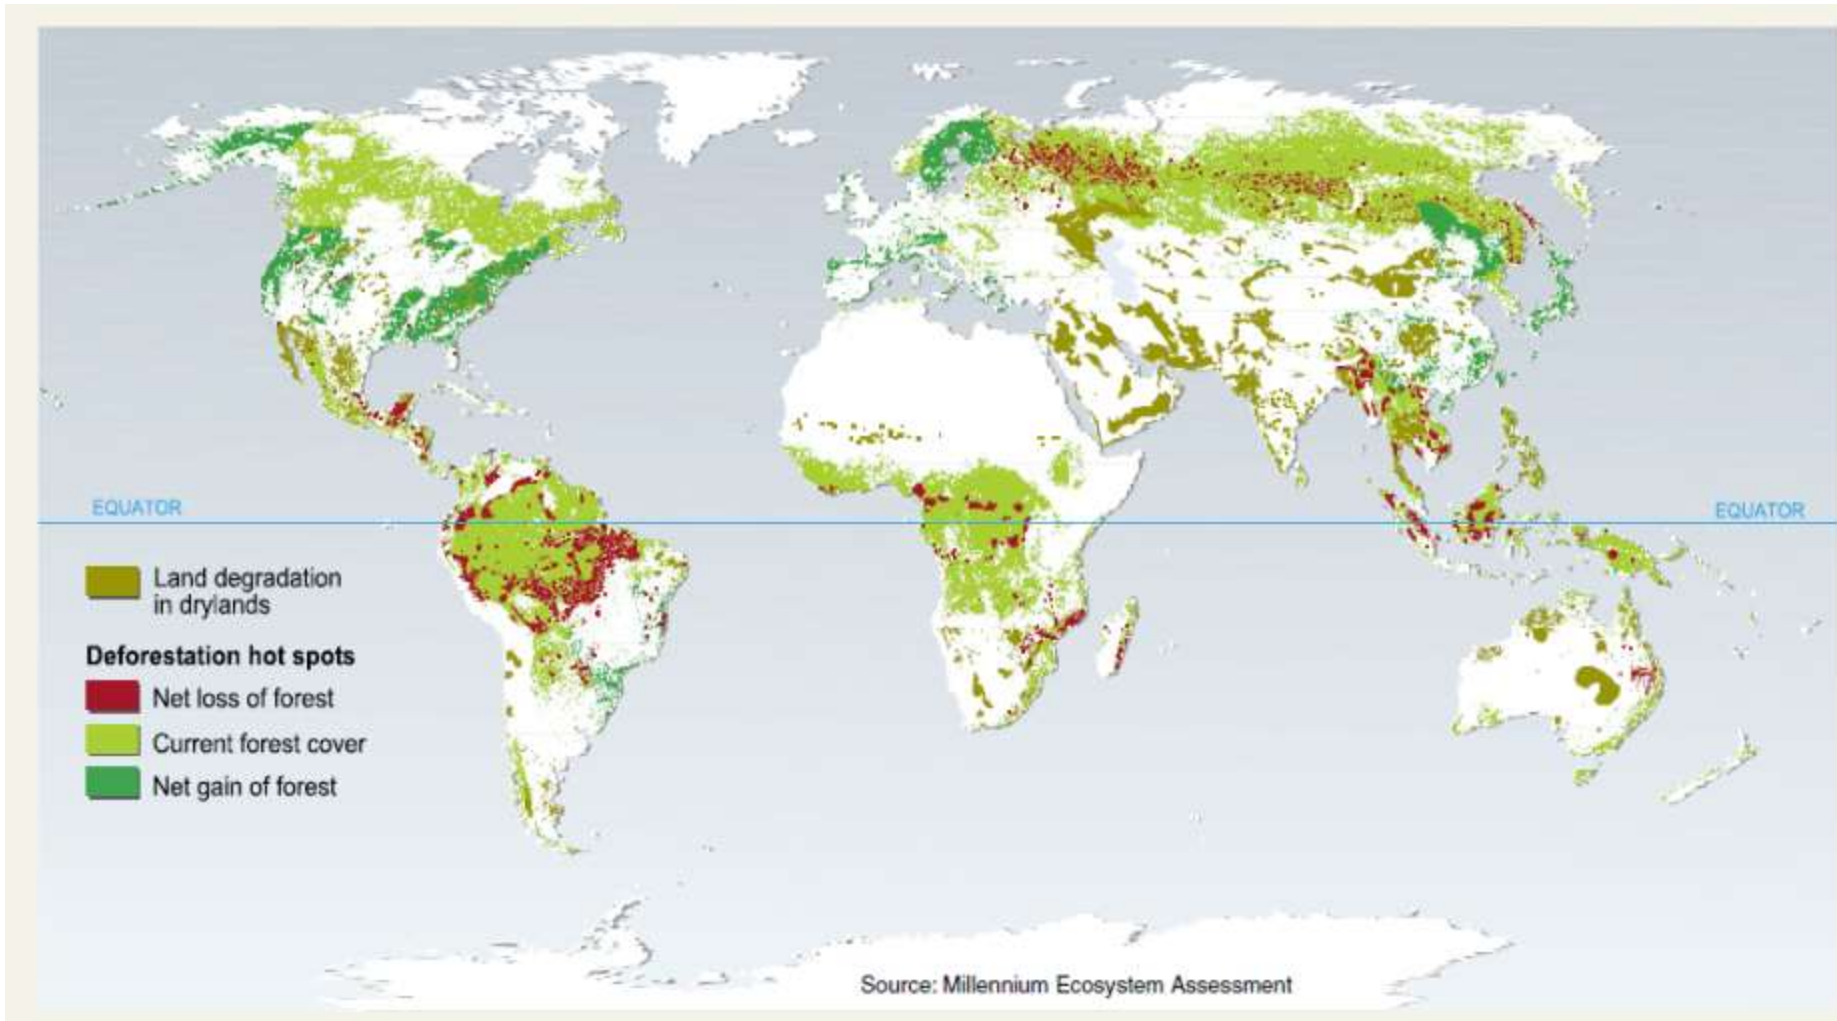 EQUATOR
EQUATOR
Land degradation
in drylands
Deforestation hot spots
Net loss of forest
Current forest cover
Net gain of forest
Source: Millennium Ecosystem Assessment